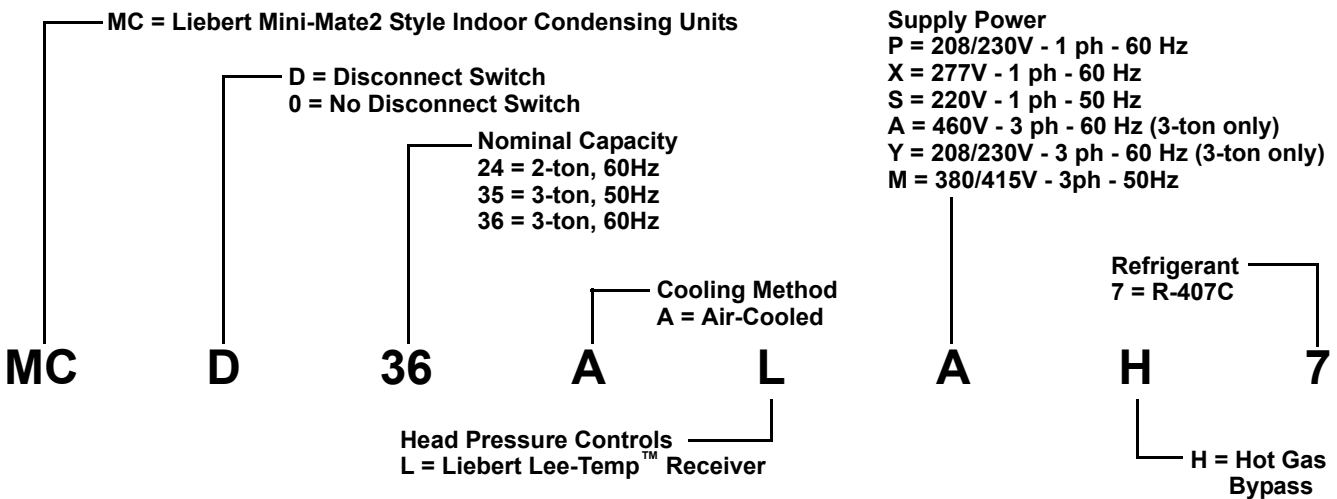 MC = Liebert Mini-Mate2 Style Indoor Condensing Units
D = Disconnect Switch
0 = No Disconnect Switch
Nominal Capacity
24 = 2-ton, 60Hz
35 = 3-ton, 50Hz
36 = 3-ton, 60Hz
Cooling Method
A = Air-Cooled
Supply Power
P = 208/230V - 1 ph - 60 Hz
X = 277V - 1 ph - 60 Hz
S = 220V - 1 ph - 50 Hz
A = 460V - 3 ph - 60 Hz (3-ton only)
Y = 208/230V - 3 ph - 60 Hz (3-ton only)
M = 380/415V - 3ph - 50Hz
Refrigerant
7 = R-407C
MC D 36 A L A H 7
Head Pressure Controls
L = Liebert Lee-Temp™ Receiver
H = Hot Gas
Bypass